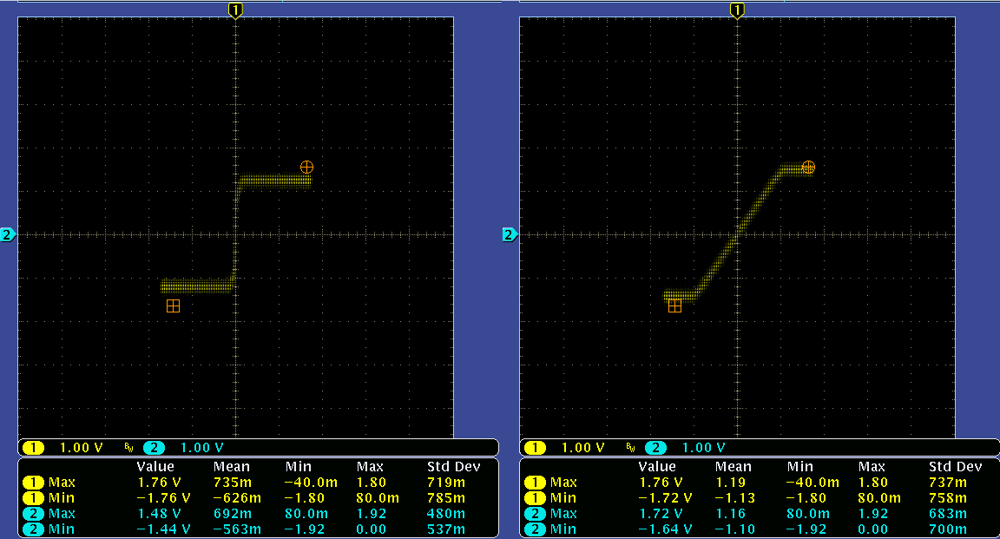 1 1
2 2
1 1.00 V BW 2 1.00 V
Value Mean Min Max Std Dev
1 Max 1.76 V 735m −40.0m 1.80 719m
1 Min −1.76 V −626m −1.80 80.0m 785m
2 Max 1.48 V 692m 80.0m 1.92 480m
2 Min −1.44 V −563m −1.92 0.00 537m
1 1.00 V BW 2 1.00 V
Value Mean Min Max Std Dev
1 Max 1.76 V 1.19 −40.0m 1.80 737m
1 Min −1.72 V −1.13 −1.80 80.0m 758m
2 Max 1.72 V 1.16 80.0m 1.92 683m
2 Min −1.64 V −1.10 −1.92 0.00 700m